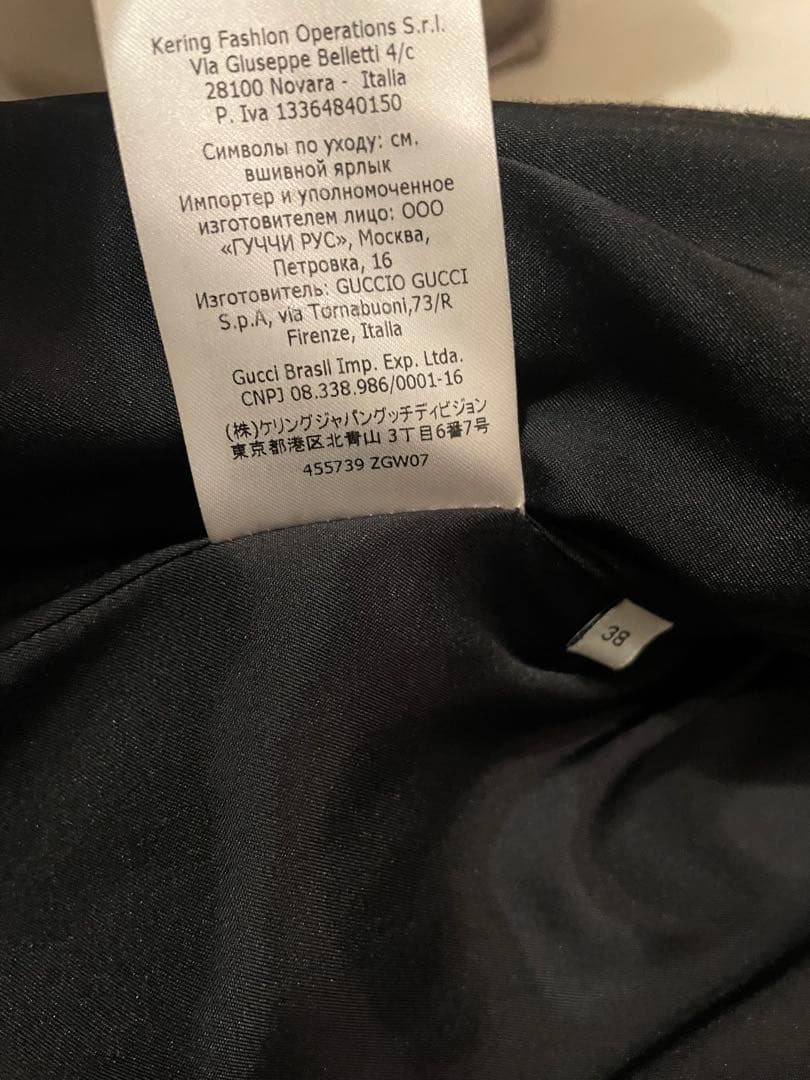 Kering Fashion Operations S.r.l.
Via Giuseppe Belletti 4/c
28100 Novara - Italia
P. Iva 13364840150
Символы по уходу: см.
вшивной ярлык
Импортер и уполномоченное
изготовителем лицо: ООО
«ГУЧЧИ РУС», Москва,
Петровка, 16
Изготовитель: GUCCIO GUCCI
S.p.A, via Tornabuoni,73/R
Firenze, Italia
Gucci Brasil Imp. Exp. Ltda.
CNPJ 08.338.986/0001-16
(株)ケリングジャパングッチディビジョン
東京都港区北青山 3丁目6番7号
455739 ZGW07
38